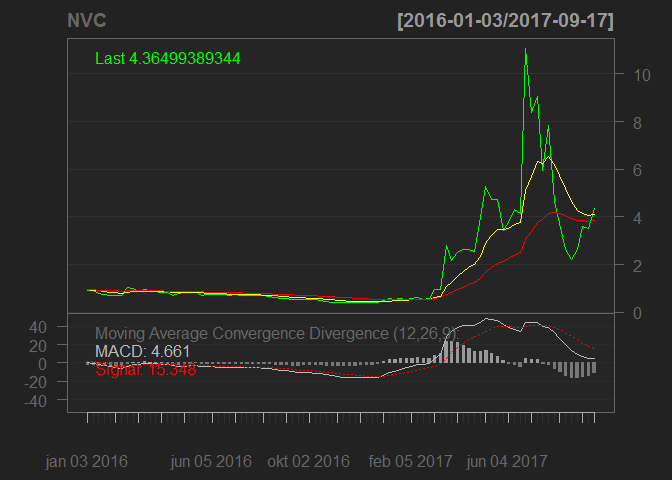 NVC [2016-01-03/2017-09-17]
Last 4.36499389344
10
8
6
4
2
0
Moving Average Convergence Divergence (12,26,9)
MACD: 4.661
Signal: 15.348
40
20
0
-20
-40
jan 03 2016 jun 05 2016 okt 02 2016 feb 05 2017 jun 04 2017